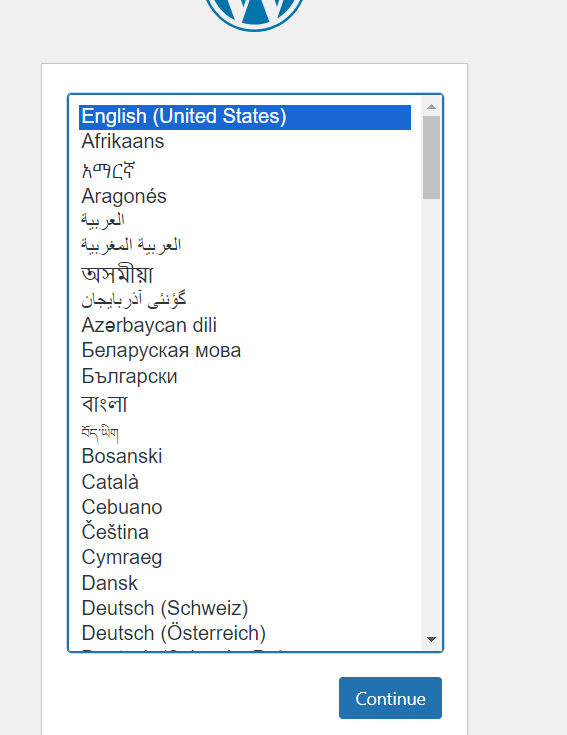 English (United States)
Afrikaans
አማርኛ
Aragonés
العربية
العربية المغربية
অসমীয়া
گؤنئی آذربایجان
Azərbaycan dili
Беларуская мова
Български
বাংলা
བོད་ཡིག
Bosanski
Català
Cebuano
Čeština
Cymraeg
Dansk
Deutsch (Schweiz)
Deutsch (Österreich)
Continue